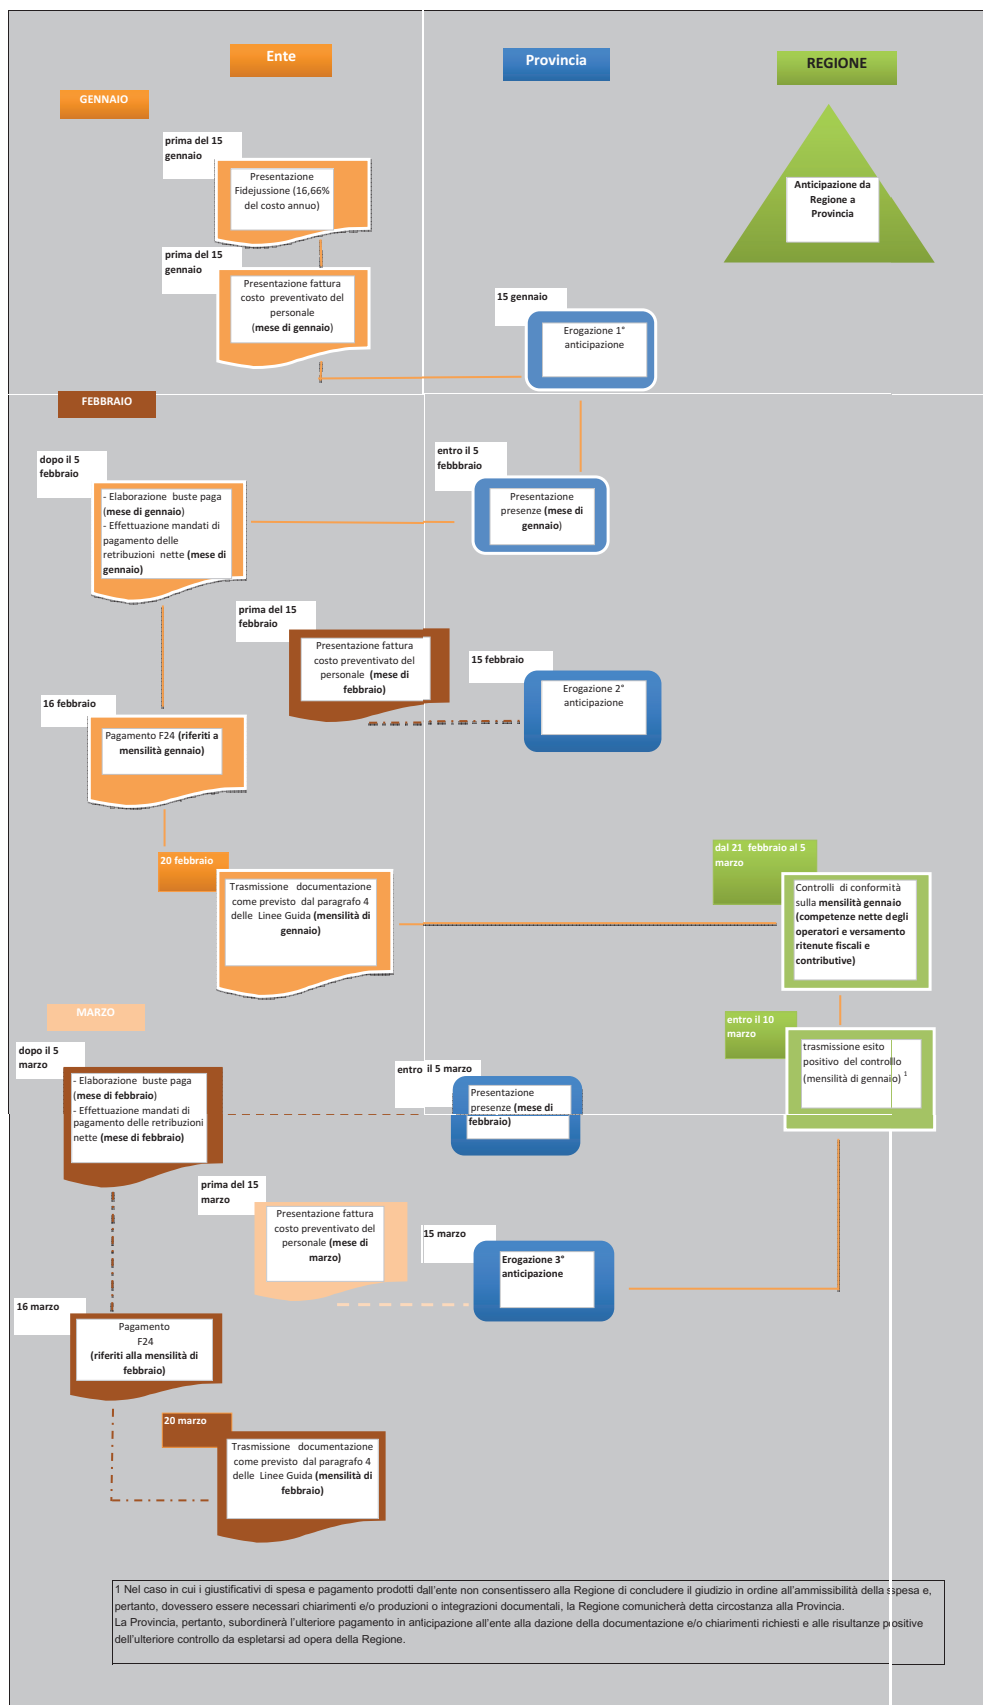 Ente
Provincia
REGIONE
GENNAIO
prima del 15
gennaio
Presentazione
Fidejussione (16,66%
del costo annuo)
Anticipazione da
Regione a
Provincia
prima del 15
gennaio
Presentazione fattura
costo preventivato del
personale
(mese di gennaio)
15 gennaio
Erogazione 1°
anticipazione
FEBBRAIO
dopo il 5
febbraio
- Elaborazione buste paga
(mese di gennaio)
- Effettuazione mandati di
pagamento delle
retribuzioni nette (mese di
gennaio)
entro il 5
febbbraio
Presentazione
presenze (mese di
gennaio)
prima del 15
febbraio
Presentazione fattura
costo preventivato del
personale (mese di
febbraio)
15 febbraio
Erogazione 2°
anticipazione
16 febbraio
Pagamento F24 (riferiti a
mensilità gennaio)
20 febbraio
Trasmissione documentazione
come previsto dal paragrafo 4
delle Linee Guida (mensilità di
gennaio)
dal 21 febbraio al 5
marzo
Controlli di conformità
sulla mensilità gennaio
(competenze nette degli
operatori e versamento
ritenute fiscali e
contributive)
MARZO
entro il 10
marzo
trasmissione esito
positivo del controllo
(mensilità di gennaio) 1
dopo il 5
marzo
- Elaborazione buste paga
(mese di febbraio)
- Effettuazione mandati di
pagamento delle retribuzioni
nette (mese di febbraio)
entro il 5 marzo
Presentazione
presenze (mese di
febbraio)
prima del 15
marzo
Presentazione fattura
costo preventivato del
personale (mese di
marzo)
15 marzo
Erogazione 3°
anticipazione
16 marzo
Pagamento
F24
(riferiti alla mensilità di
febbraio)
20 marzo
Trasmissione documentazione
come previsto dal paragrafo 4
delle Linee Guida (mensilità di
febbraio)
1 Nel caso in cui i giustificativi di spesa e pagamento prodotti dall'ente non consentissero alla Regione di concludere il giudizio in ordine all'ammissibilità della spesa e,
pertanto, dovessero essere necessari chiarimenti e/o produzioni o integrazioni documentali, la Regione comunicherà detta circostanza alla Provincia.
La Provincia, pertanto, subordinerà l'ulteriore pagamento in anticipazione all'ente alla dazione della documentazione e/o chiarimenti richiesti e alle risultanze positive
dell'ulteriore controllo da espletarsi ad opera della Regione.